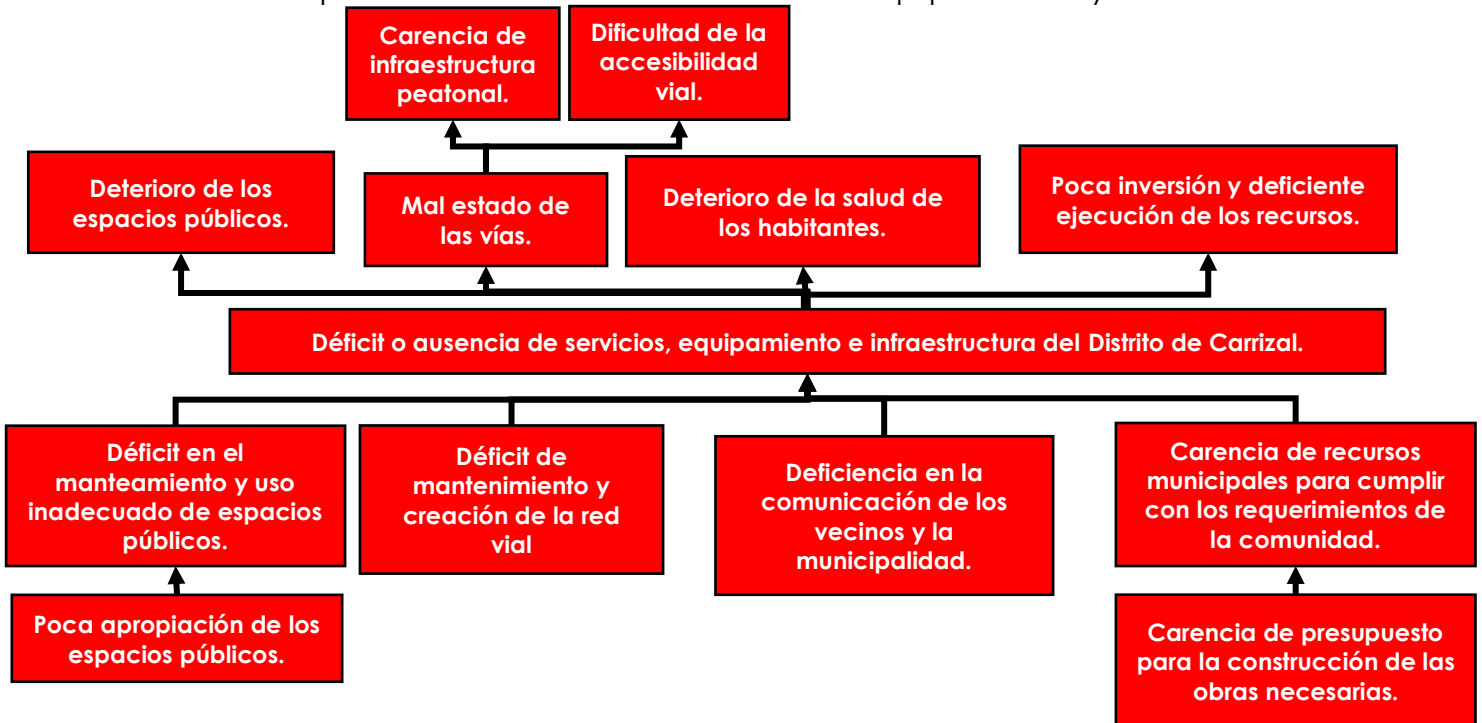 Carencia de
infraestructura
peatonal.
Dificultad de la
accesibilidad
vial.
Deterioro de los
espacios públicos.
Mal estado de
las vías.
Deterioro de la salud de
los habitantes.
Poca inversión y deficiente
ejecución de los recursos.
Déficit o ausencia de servicios, equipamiento e infraestructura del Distrito de Carrizal.
Déficit en el
manteamiento y uso
inadecuado de espacios
públicos.
Déficit de
mantenimiento y
creación de la red
vial
Deficiencia en la
comunicación de los
vecinos y la
municipalidad.
Carencia de recursos
municipales para cumplir
con los requerimientos de
la comunidad.
Poca apropiación de los
espacios públicos.
Carencia de presupuesto
para la construcción de las
obras necesarias.